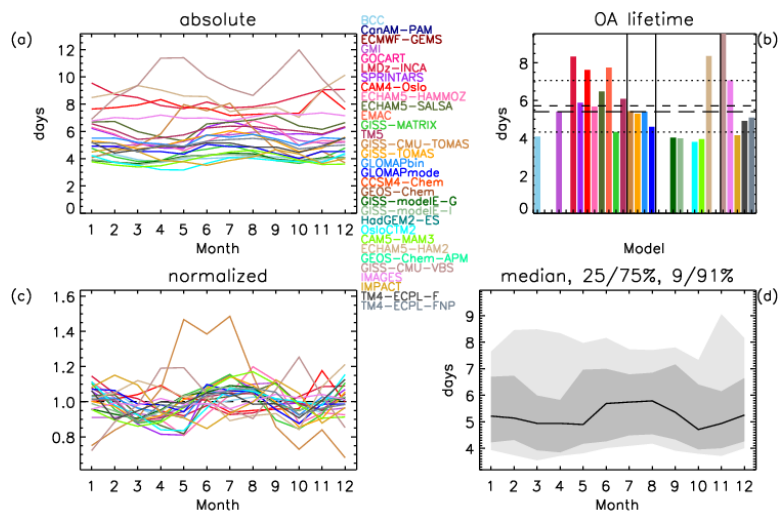 absolute
(a)
12
10
8
6
4
2
0
days
1 2 3 4 5 6 7 8 9 10 11 12
Month
BCC
CanAM-PAM
ECMWF-GEMS
GMI
GOCART
LMDz-INCA
SPRINTARS
CAM4-Oslo
ECHAM5-HAMMOZ
ECHAM5-SALSA
EMAC
GISS-MATRIX
TM5
GISS-CMU-TOMAS
GISS-TOMAS
GLOMAPbin
GLOMAPmode
CCSM4-Chem
GEOS-Chem
GISS-modelE-G
GISS-modelE-I
HadGEM2-ES
OsloCTM2
CAM5-MAM3
ECHAM5-HAM2
GEOS-Chem-APM
GISS-CMU-VBS
IMAGES
IMPACT
TM4-ECPL-F
TM4-ECPL-FNP
OA lifetime
(b)
8
6
4
2
0
days
Model
normalized
(c)
1.6
1.4
1.2
1.0
0.8
1 2 3 4 5 6 7 8 9 10 11 12
Month
median, 25/75%, 9/91%
(d)
9
8
7
6
5
4
days
1 2 3 4 5 6 7 8 9 10 11 12
Month